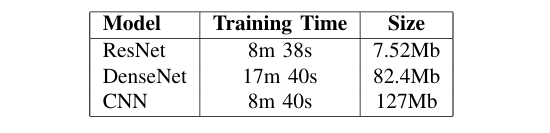 Model Training Time Size
ResNet 8m 38s 7.52Mb
DenseNet 17m 40s 82.4Mb
CNN 8m 40s 127Mb